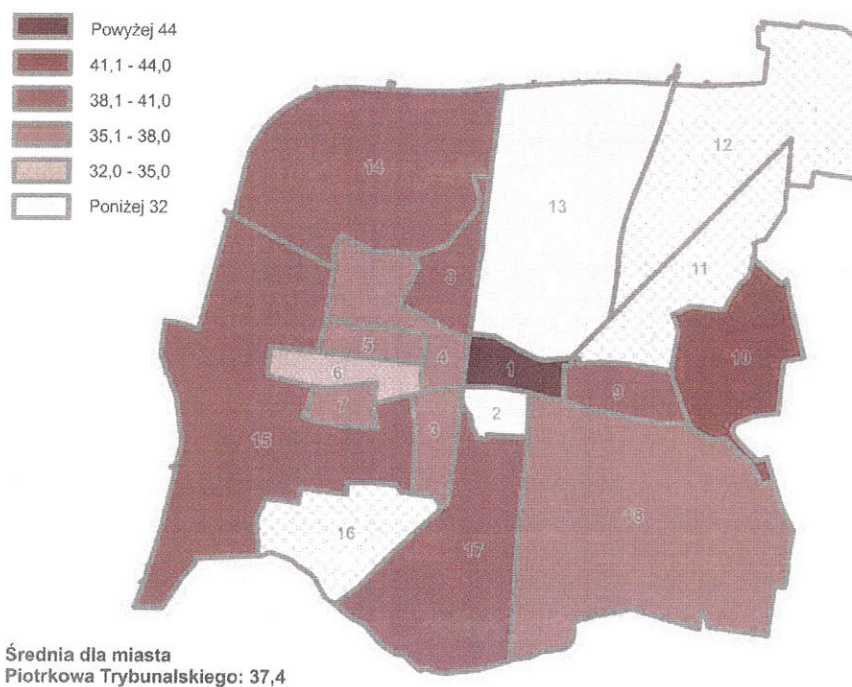 Powyżej 44
41,1 - 44,0
38,1 - 41,0
35,1 - 38,0
32,0 - 35,0
Poniżej 32
12
14
13
11
8
5
4
10
6
1
9
7
2
3
15
18
16
17
Średnia dla miasta
Piotrkowa Trybunalskiego: 37,4